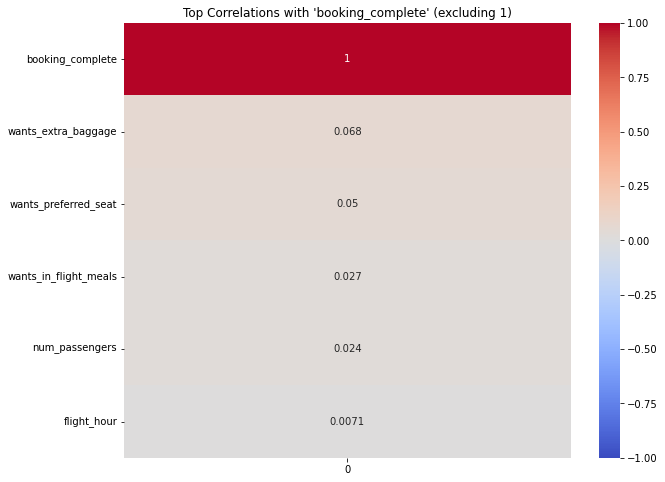 Top Correlations with 'booking_complete' (excluding 1)
booking_complete
1
wants_extra_baggage
0.068
wants_preferred_seat
0.05
wants_in_flight_meals
0.027
num_passengers
0.024
flight_hour
0.0071
0
1.00
0.75
0.50
0.25
0.00
−0.25
−0.50
−0.75
−1.00